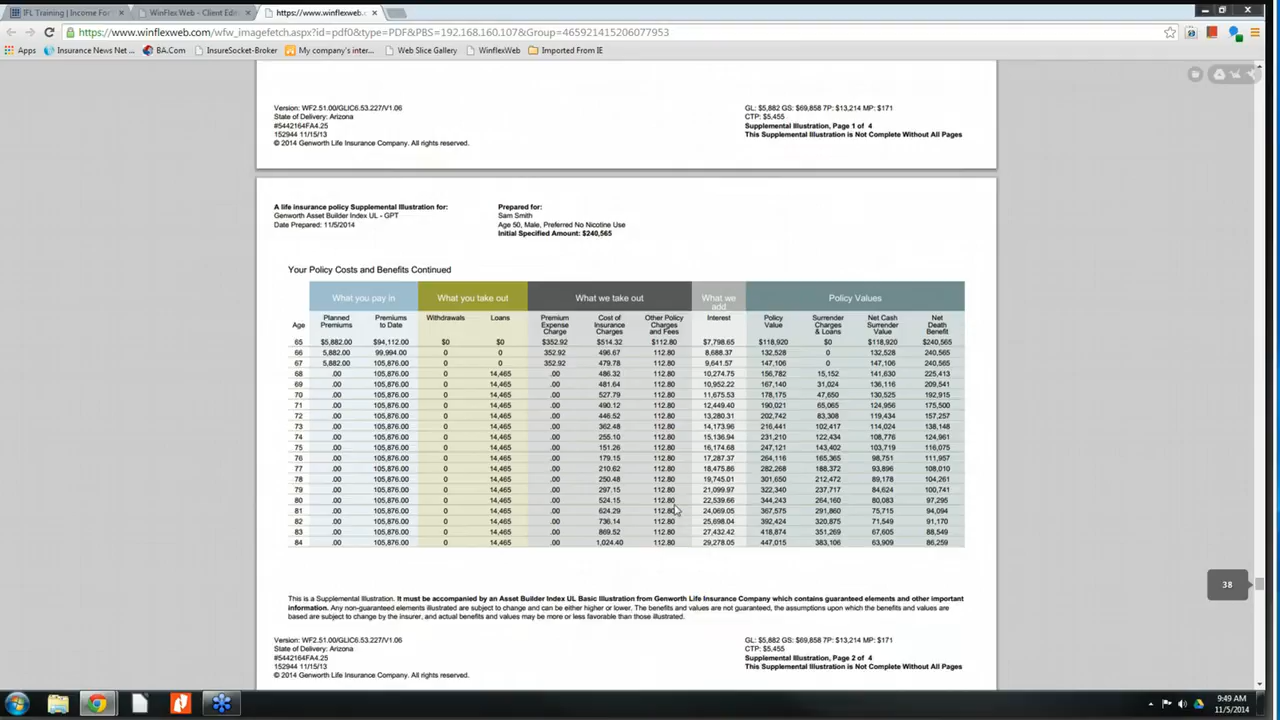 IFL Training | Income For
WinFlex Web - Client Edi
https://www.winflexweb.c
https://www.winflexweb.com/wfw_imagefetch.aspx?id=pdf0&type=PDF&PBS=192.168.160.107&Group=465921415206077953
Apps Insurance News Net ... BA.Com InsureSocket-Broker My company's inter... Web Slice Gallery WinflexWeb Imported From IE
Version: WF2.51.00/GLIC6.53.227/V1.06
State of Delivery: Arizona
#5442164FA4.25
152944 11/15/13
© 2014 Genworth Life Insurance Company. All rights reserved.
GL: $5,882 GS: $69,858 7P: $13,214 MP: $171
CTP: $5,455
Supplemental Illustration, Page 1 of 4
This Supplemental Illustration is Not Complete Without All Pages
A life insurance policy Supplemental Illustration for:
Genworth Asset Builder Index UL - GPT
Date Prepared: 11/5/2014
Prepared for:
Sam Smith
Age 50, Male, Preferred No Nicotine Use
Initial Specified Amount: $240,565
Your Policy Costs and Benefits Continued
What you pay in What you take out What we take out What we add Policy Values
Age Planned Premiums Premiums to Date Withdrawals Loans Premium Expense Charge Cost of Insurance Charges Other Policy Charges and Fees Interest Policy Value Surrender Charges & Loans Net Cash Surrender Value Net Death Benefit
65 $5,882.00 $94,112.00 $0 $0 $352.92 $514.32 $112.80 $7,798.65 $118,920 $0 $118,920 $240,565
66 5,882.00 99,994.00 0 0 352.92 496.67 112.80 8,688.37 132,528 0 132,528 240,565
67 5,882.00 105,876.00 0 0 352.92 479.78 112.80 9,641.57 147,106 0 147,106 240,565
68 .00 105,876.00 0 14,465 .00 486.32 112.80 10,274.75 156,782 15,152 141,630 225,413
69 .00 105,876.00 0 14,465 .00 481.64 112.80 10,952.22 167,140 31,024 136,116 209,541
70 .00 105,876.00 0 14,465 .00 527.79 112.80 11,675.53 178,175 47,650 130,525 192,915
71 .00 105,876.00 0 14,465 .00 490.12 112.80 12,449.40 190,021 65,065 124,956 175,500
72 .00 105,876.00 0 14,465 .00 446.52 112.80 13,280.31 202,742 83,308 119,434 157,257
73 .00 105,876.00 0 14,465 .00 362.48 112.80 14,173.96 216,441 102,417 114,024 138,148
74 .00 105,876.00 0 14,465 .00 255.10 112.80 15,136.94 231,210 122,434 108,776 124,961
75 .00 105,876.00 0 14,465 .00 151.26 112.80 16,174.68 247,121 143,402 103,719 116,075
76 .00 105,876.00 0 14,465 .00 179.15 112.80 17,287.37 264,116 165,365 98,751 111,957
77 .00 105,876.00 0 14,465 .00 210.62 112.80 18,475.86 282,268 188,372 93,896 108,010
78 .00 105,876.00 0 14,465 .00 250.48 112.80 19,745.01 301,650 212,472 89,178 104,261
79 .00 105,876.00 0 14,465 .00 297.15 112.80 21,099.97 322,340 237,717 84,624 100,741
80 .00 105,876.00 0 14,465 .00 524.15 112.80 22,539.66 344,243 264,160 80,083 97,295
81 .00 105,876.00 0 14,465 .00 624.29 112.80 24,069.05 367,575 291,860 75,715 94,094
82 .00 105,876.00 0 14,465 .00 736.14 112.80 25,698.04 392,424 320,875 71,549 91,170
83 .00 105,876.00 0 14,465 .00 869.52 112.80 27,432.42 418,874 351,269 67,605 88,549
84 .00 105,876.00 0 14,465 .00 1,024.40 112.80 29,278.05 447,015 383,106 63,909 86,259
This is a Supplemental Illustration. It must be accompanied by an Asset Builder Index UL Basic Illustration from Genworth Life Insurance Company which contains guaranteed elements and other important
information. Any non-guaranteed elements illustrated are subject to change and can be either higher or lower. The benefits and values are not guaranteed, the assumptions upon which the benefits and values are
based are subject to change by the insurer, and actual benefits and values may be more or less favorable than those illustrated.
38
Version: WF2.51.00/GLIC6.53.227/V1.06
State of Delivery: Arizona
#5442164FA4.25
152944 11/15/13
© 2014 Genworth Life Insurance Company. All rights reserved.
GL: $5,882 GS: $69,858 7P: $13,214 MP: $171
CTP: $5,455
Supplemental Illustration, Page 2 of 4
This Supplemental Illustration is Not Complete Without All Pages
9:49 AM
11/5/2014